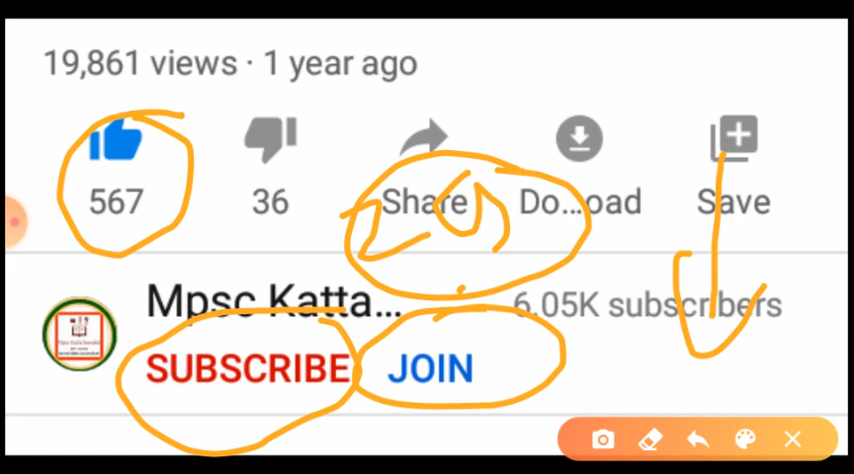 19,861 views · 1 year ago
567 36 Share Do...oad Save
Mpsc Katta... 6.05K subscribers
SUBSCRIBE JOIN